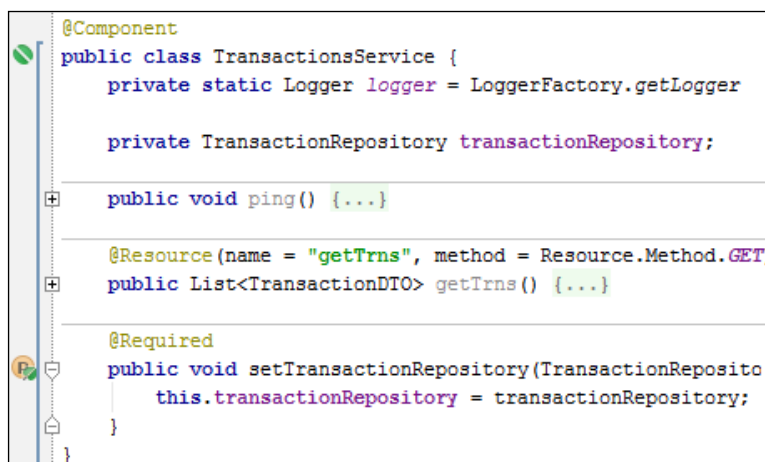 @Component
public class TransactionsService {
    private static Logger logger = LoggerFactory.getLogger
    private TransactionRepository transactionRepository;
    public void ping() {...}
    @Resource(name = "getTrns", method = Resource.Method.GET,
    public List<TransactionDTO> getTrns() {...}
    @Required
    public void setTransactionRepository(TransactionReposito
        this.transactionRepository = transactionRepository;
    }
}